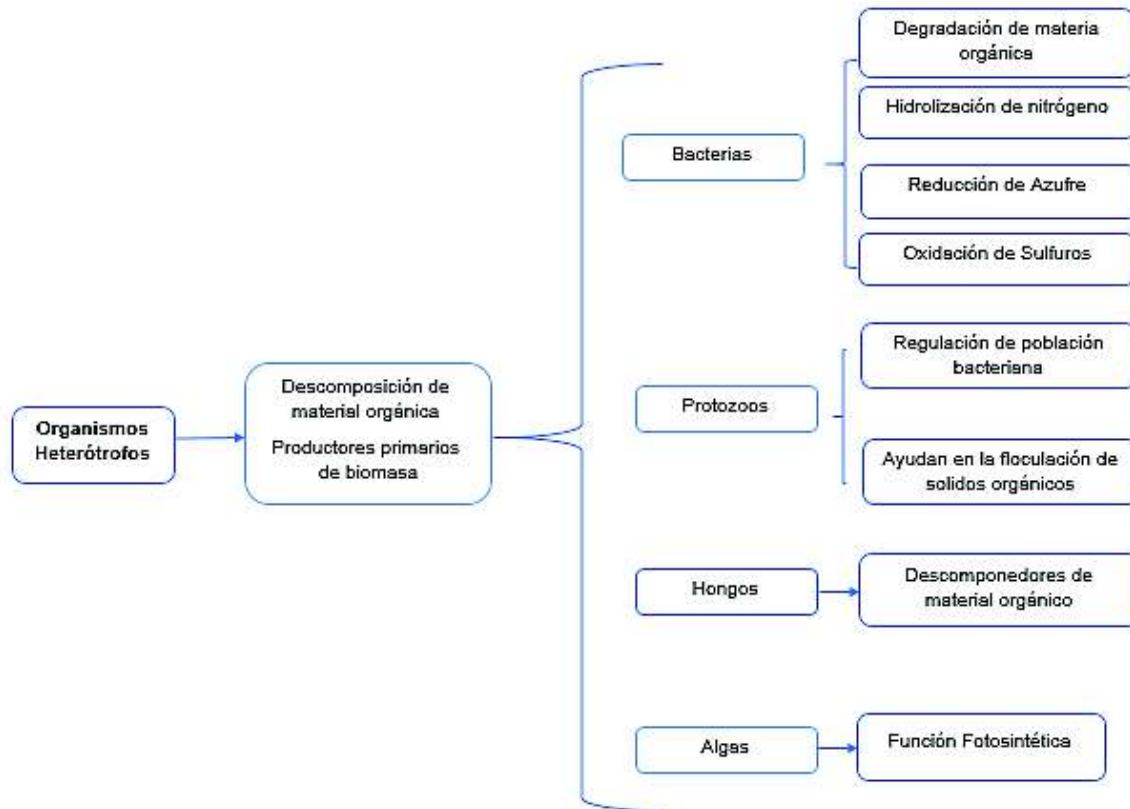 Organismos
Heterótrofos
Descomposición de
material orgánica
Productores primarios
de biomasa
Bacterias
Degradación de materia
orgánica
Hidrolización de nitrógeno
Reducción de Azufre
Oxidación de Sulfuros
Protozoos
Regulación de población
bacteriana
Ayudan en la floculación de
solidos orgánicos
Hongos
Descomponedores de
material orgánico
Algas
Función Fotosintética